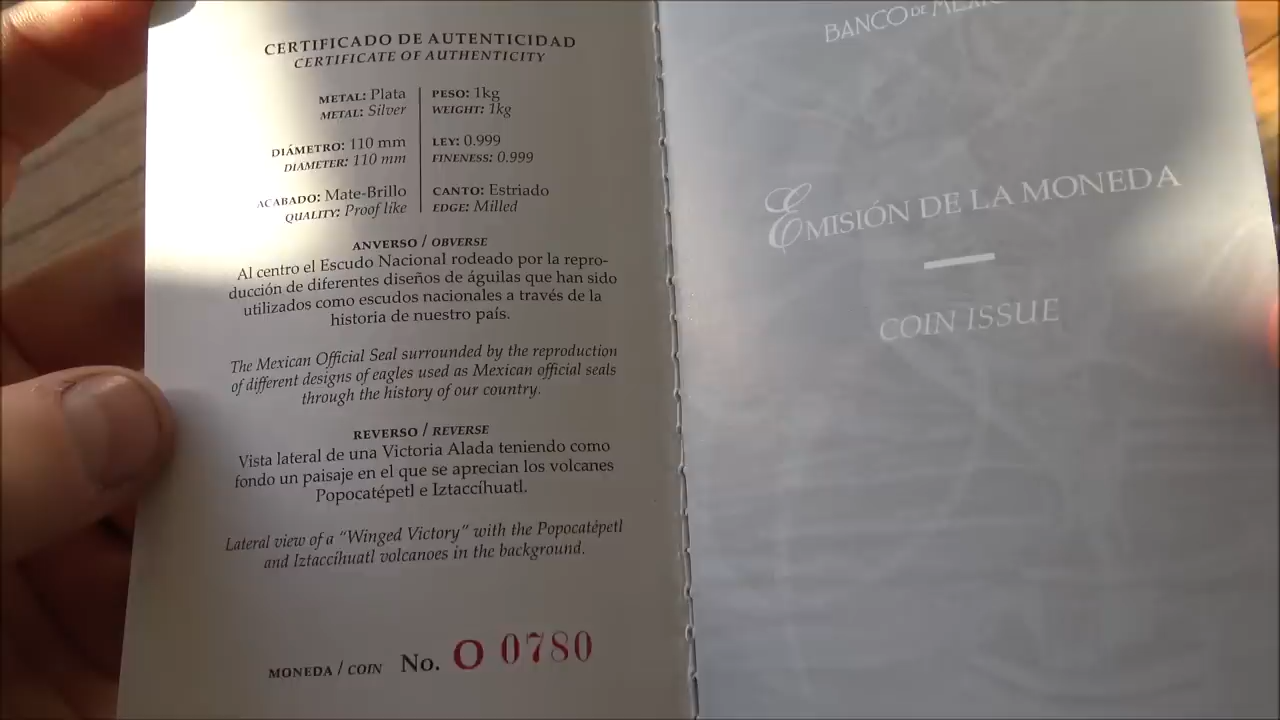 CERTIFICADO DE AUTENTICIDAD
CERTIFICATE OF AUTHENTICITY
METAL: Plata
METAL: Silver
PESO: 1kg
WEIGHT: 1kg
DIÁMETRO: 110 mm
DIAMETER: 110 mm
LEY: 0.999
FINENESS: 0.999
ACABADO: Mate-Brillo
QUALITY: Proof like
CANTO: Estriado
EDGE: Milled
ANVERSO / OBVERSE
Al centro el Escudo Nacional rodeado por la repro-
ducción de diferentes diseños de águilas que han sido
utilizados como escudos nacionales a través de la
historia de nuestro país.
The Mexican Official Seal surrounded by the reproduction
of different designs of eagles used as Mexican official seals
through the history of our country.
REVERSO / REVERSE
Vista lateral de una Victoria Alada teniendo como
fondo un paisaje en el que se aprecian los volcanes
Popocatépetl e Iztaccíhuatl.
Lateral view of a “Winged Victory” with the Popocatépetl
and Iztaccíhuatl volcanoes in the background.
MONEDA / COIN No. O 0780
BANCO DE MÉXICO
EMISIÓN DE LA MONEDA
COIN ISSUE